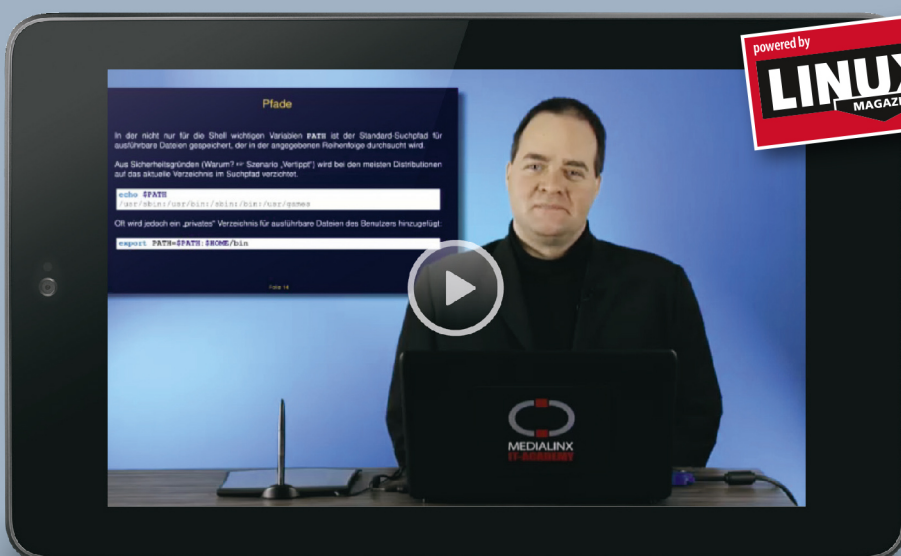 powered by
LINUX
MAGAZIN
Pfade
In der nicht nur für die Shell wichtigen Variablen PATH ist der Standard-Suchpfad für
ausführbare Dateien gespeichert, der in der angegebenen Reihenfolge durchsucht wird.
Aus Sicherheitsgründen (Warum? ⇔ Szenario „Vertippt“) wird bei den meisten Distributionen
auf das aktuelle Verzeichnis im Suchpfad verzichtet.
echo $PATH
/usr/sbin:/usr/bin:/sbin:/bin:/usr/games
Oft wird jedoch ein „privates“ Verzeichnis für ausführbare Dateien des Benutzers hinzugefügt:
export PATH=$PATH:$HOME/bin
Folie 14
MEDIALINX
IT-ACADEMY